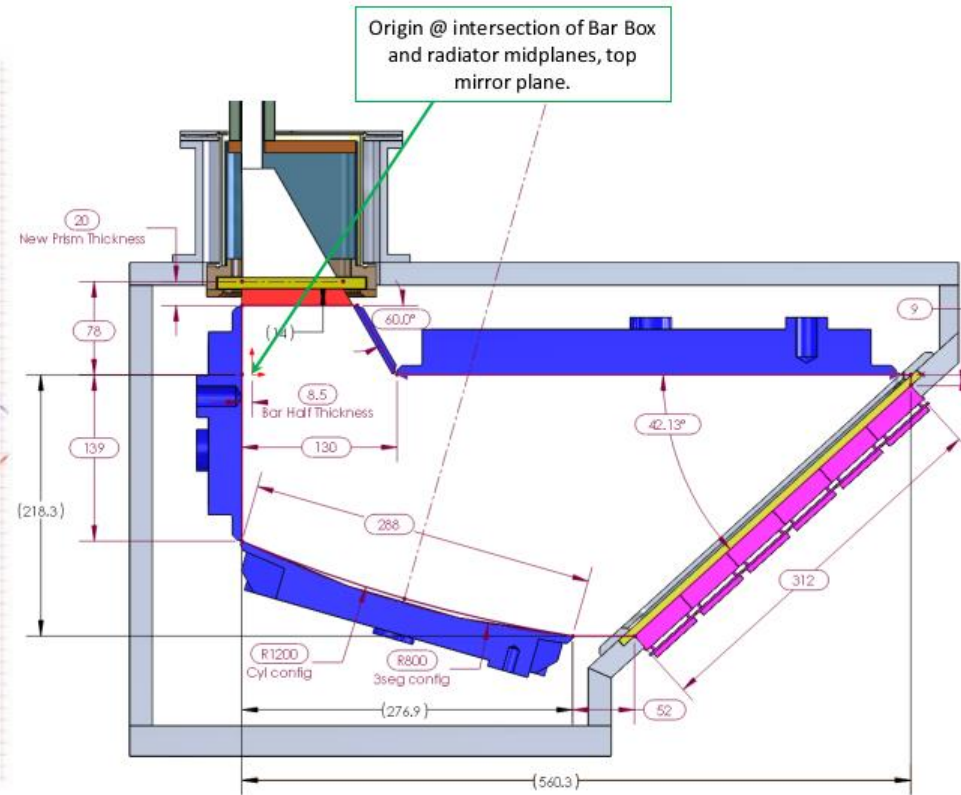 Origin @ intersection of Bar Box
and radiator midplanes, top
mirror plane.
20
New Prism Thickness
78
(14)
60.0°
9
8.5
Bar Half Thickness
130
42.13°
139
(218.3)
288
312
R1200
Cyl config
R800
3seg config
(276.9)
52
(560.3)